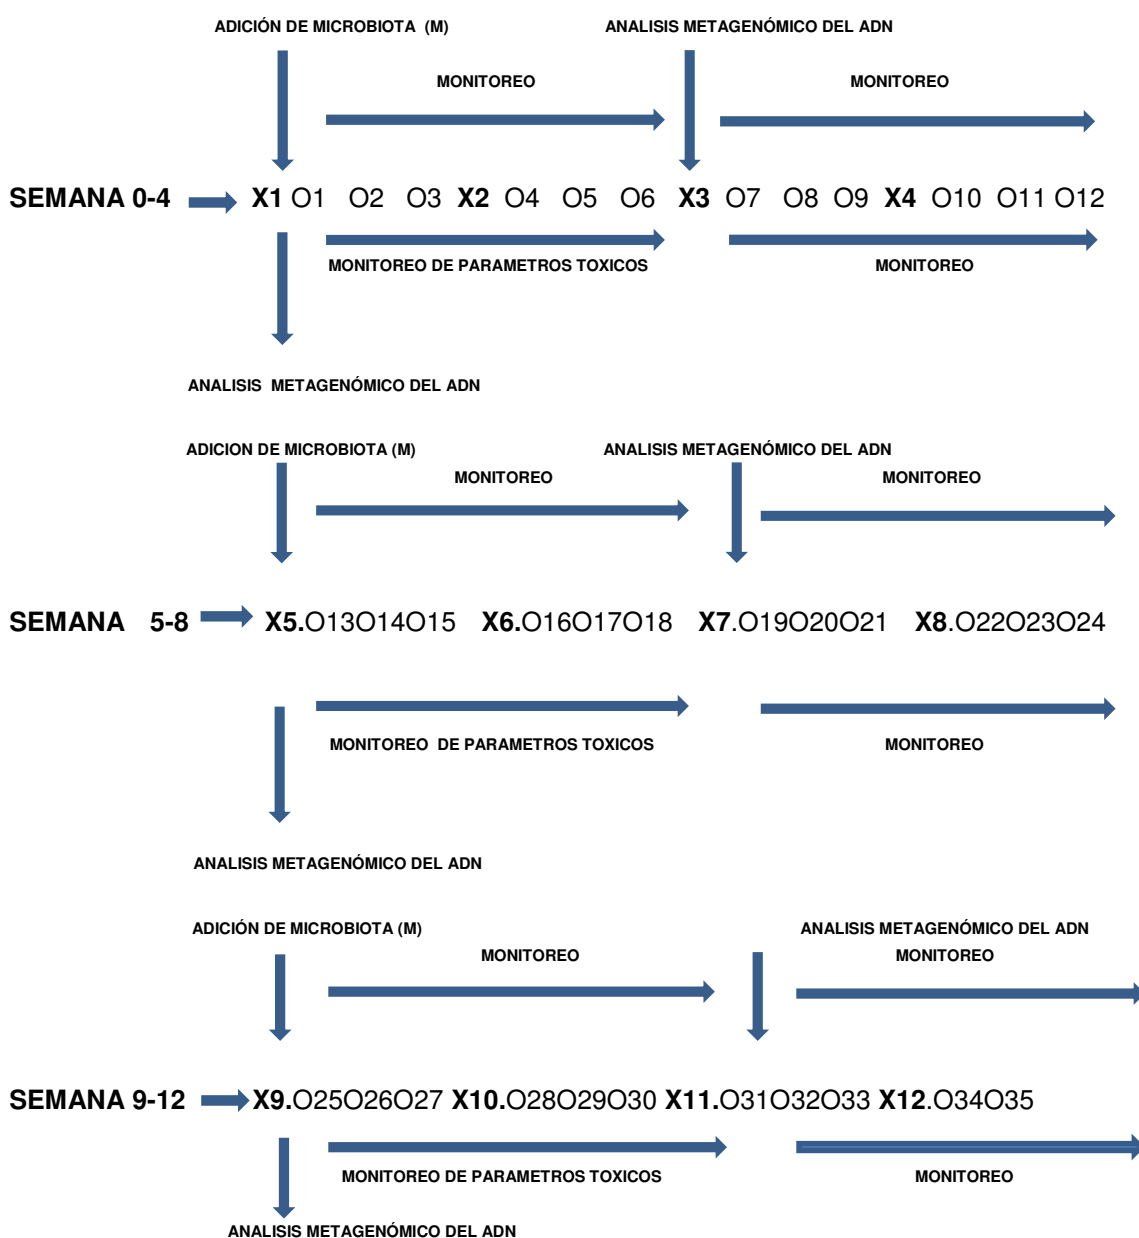 ADICIÓN DE MICROBIOTA (M) ANALISIS METAGENÓMICO DEL ADN
MONITOREO MONITOREO
SEMANA 0-4 X1 O1 O2 O3 X2 O4 O5 O6 X3 O7 O8 O9 X4 O10 O11 O12
MONITOREO DE PARAMETROS TOXICOS MONITOREO
ANALISIS METAGENÓMICO DEL ADN
ADICION DE MICROBIOTA (M) ANALISIS METAGENÓMICO DEL ADN
MONITOREO MONITOREO
SEMANA 5-8 X5.O13O14O15 X6.O16O17O18 X7.O19O20O21 X8.O22O23O24
MONITOREO DE PARAMETROS TOXICOS MONITOREO
ANALISIS METAGENÓMICO DEL ADN
ADICIÓN DE MICROBIOTA (M) ANALISIS METAGENÓMICO DEL ADN
MONITOREO MONITOREO
SEMANA 9-12 X9.O25O26O27 X10.O28O29O30 X11.O31O32O33 X12.O34O35
MONITOREO DE PARAMETROS TOXICOS MONITOREO
ANALISIS METAGENÓMICO DEL ADN